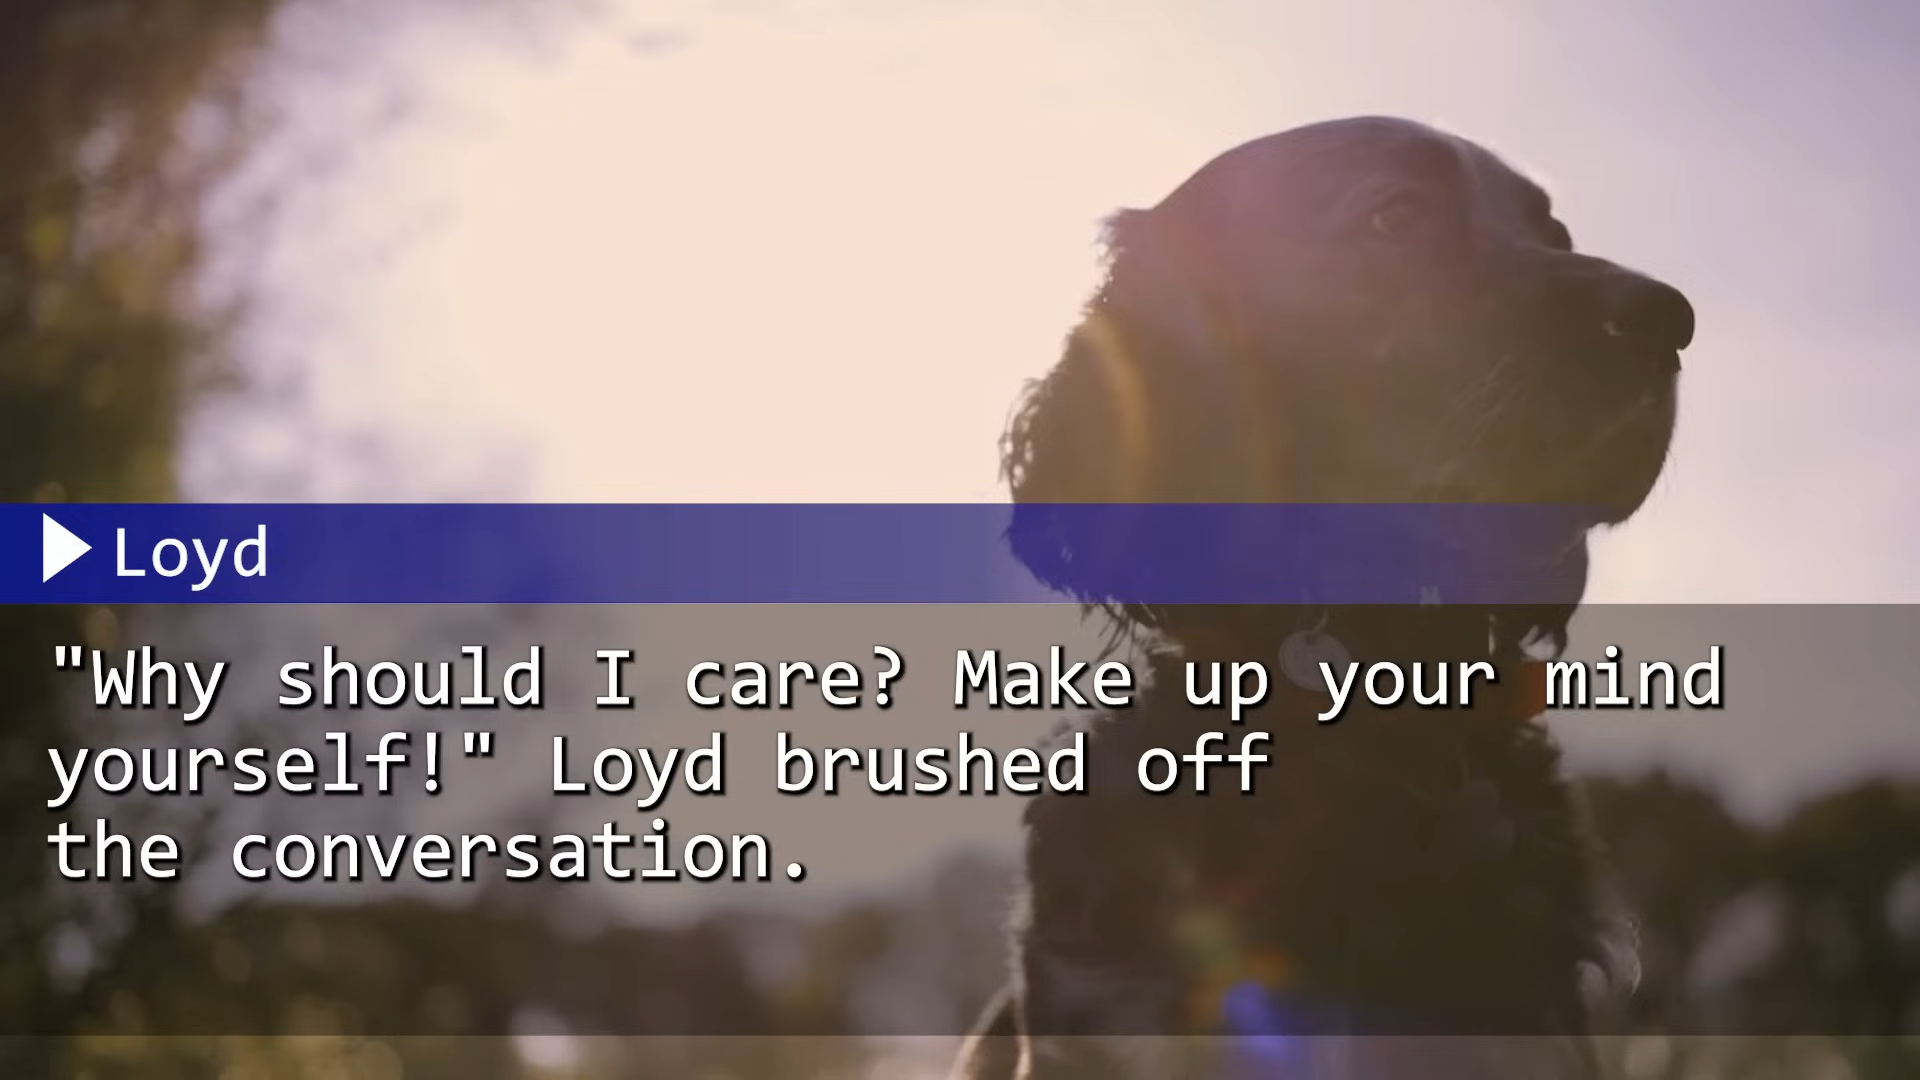 Loyd
"Why should I care? Make up your mind
yourself!" Loyd brushed off
the conversation.